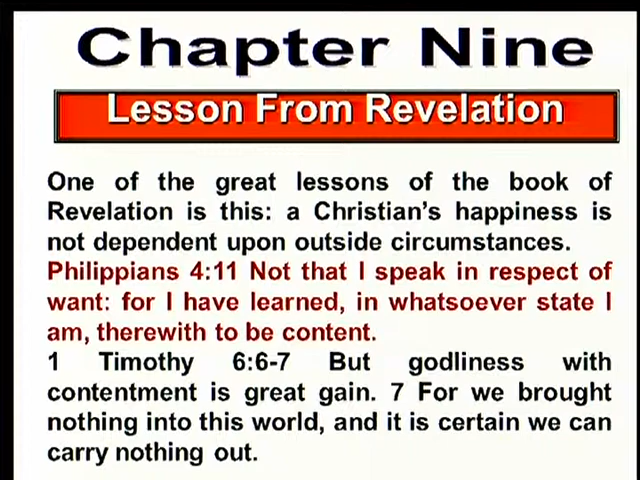 Chapter Nine
Lesson From Revelation
One of the great lessons of the book of
Revelation is this: a Christian’s happiness is
not dependent upon outside circumstances.
Philippians 4:11 Not that I speak in respect of
want: for I have learned, in whatsoever state I
am, therewith to be content.
1 Timothy 6:6-7 But godliness with
contentment is great gain. 7 For we brought
nothing into this world, and it is certain we can
carry nothing out.